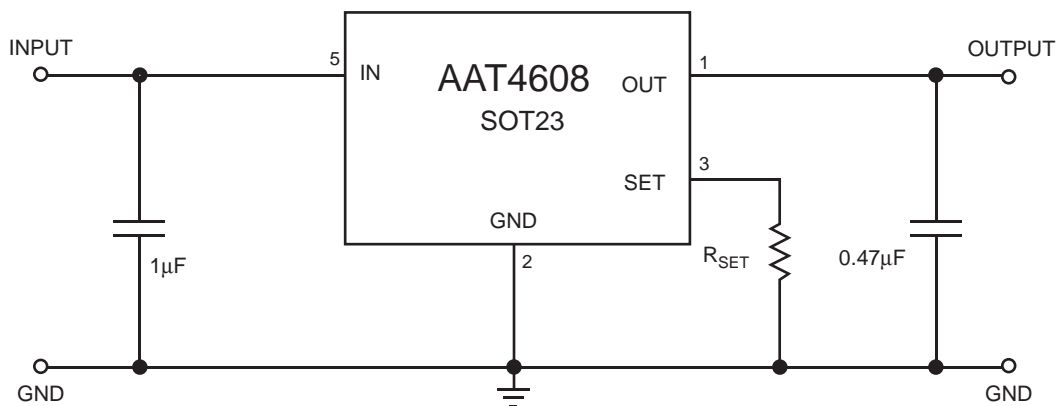 INPUT
5
IN
AAT4608
SOT23
OUT
1
OUTPUT
SET
3
GND
2
1μF
RSET
0.47μF
GND
GND